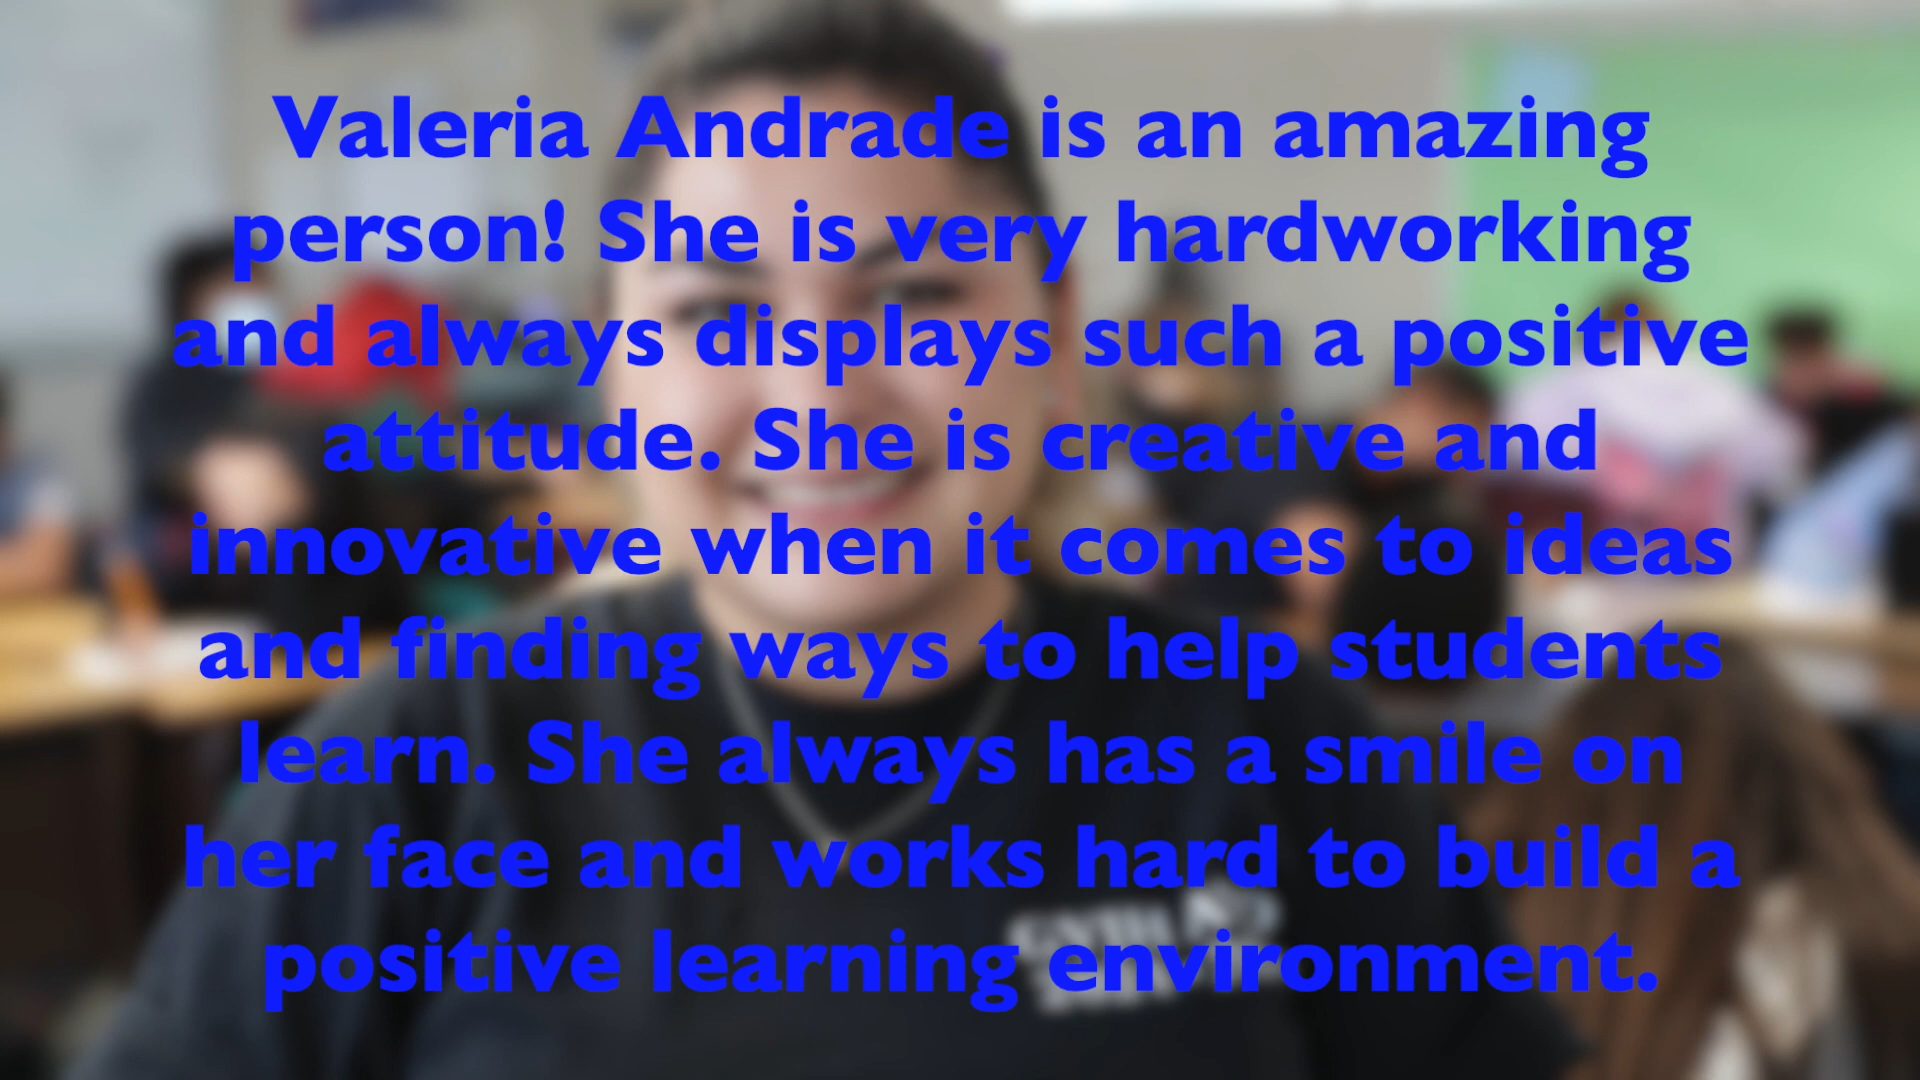 Valeria Andrade is an amazing
person! She is very hardworking
and always displays such a positive
attitude. She is creative and
innovative when it comes to ideas
and finding ways to help students
learn. She always has a smile on
her face and works hard to build a
positive learning environment.